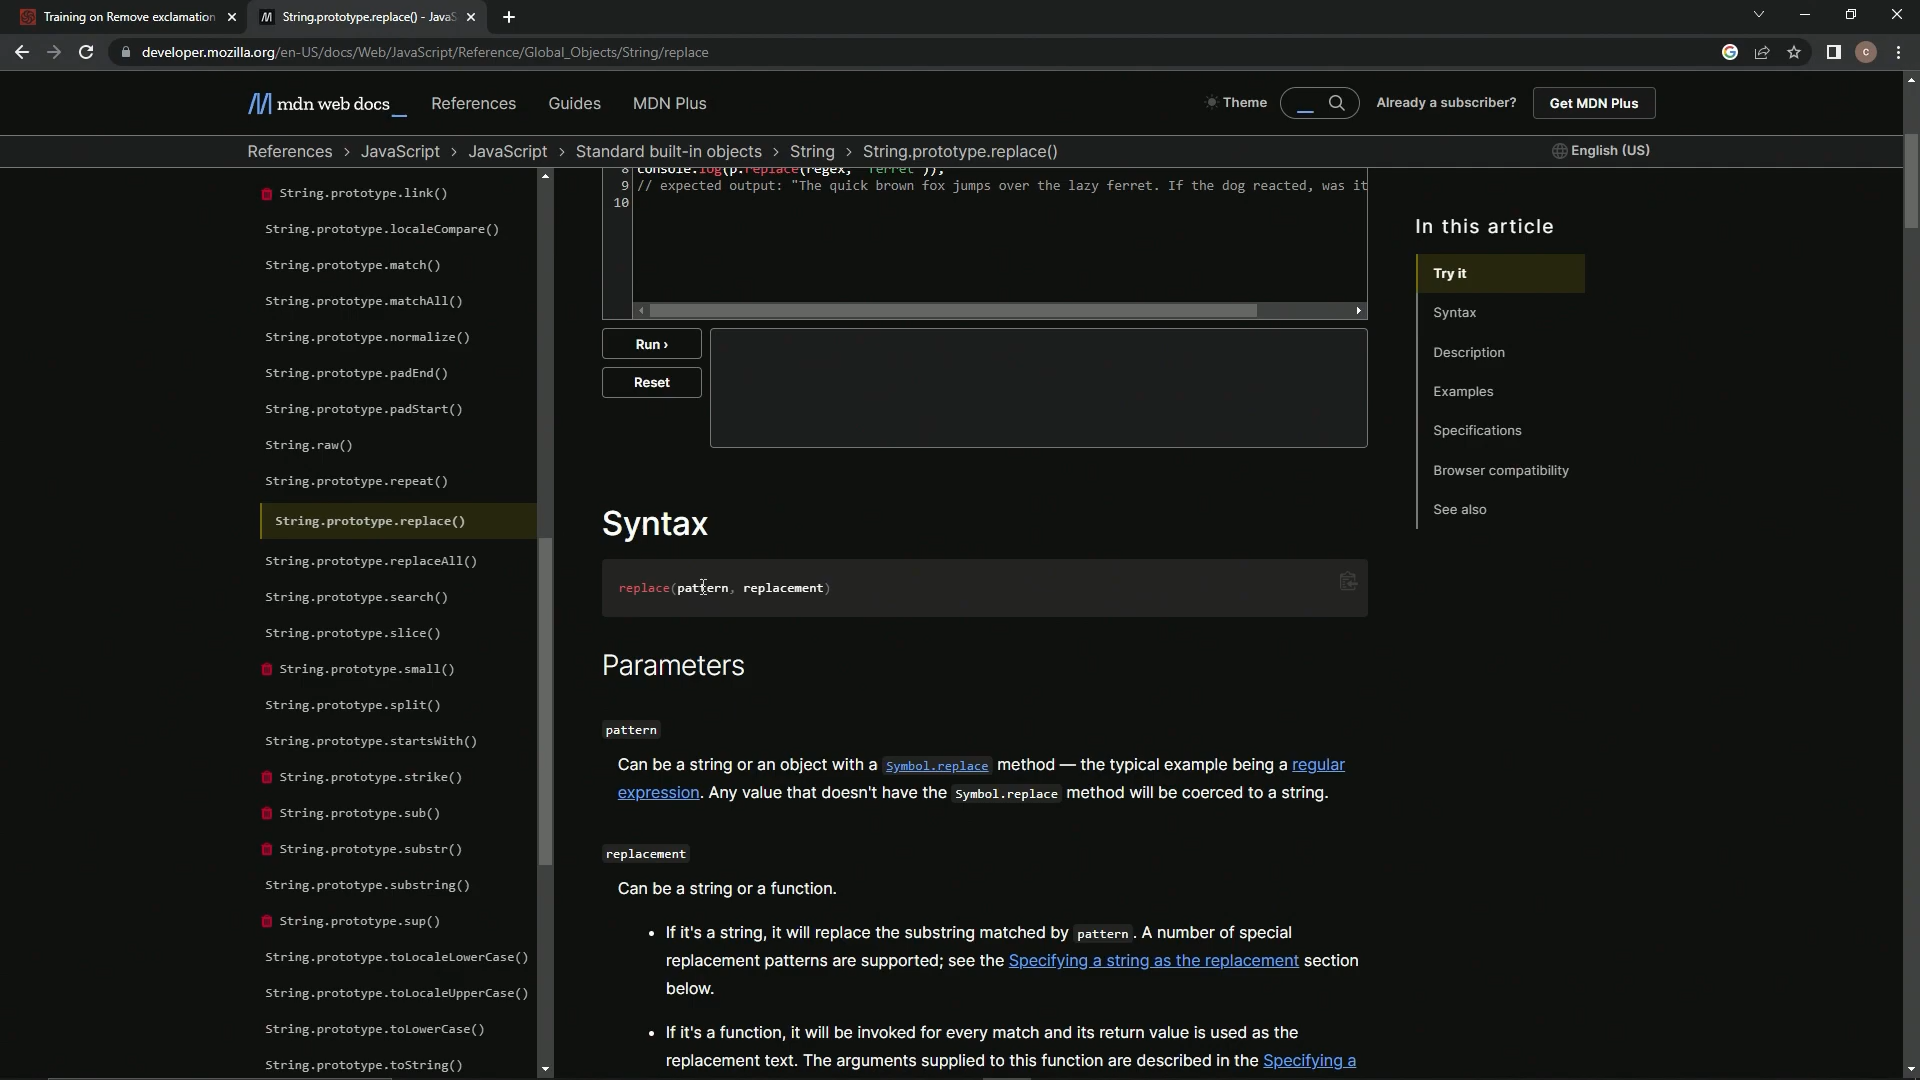 Training on Remove exclamation
String.prototype.replace() - JavaS
developer.mozilla.org/en-US/docs/Web/JavaScript/Reference/Global_Objects/String/replace
C
mdn web docs_
References
Guides
MDN Plus
Theme
Already a subscriber?
Get MDN Plus
References > JavaScript > JavaScript > Standard built-in objects > String > String.prototype.replace()
English (US)
String.prototype.link()
String.prototype.localeCompare()
String.prototype.match()
String.prototype.matchAll()
String.prototype.normalize()
String.prototype.padEnd()
String.prototype.padStart()
String.raw()
String.prototype.repeat()
String.prototype.replace()
String.prototype.replaceAll()
String.prototype.search()
String.prototype.slice()
String.prototype.small()
String.prototype.split()
String.prototype.startsWith()
String.prototype.strike()
String.prototype.sub()
String.prototype.substr()
String.prototype.substring()
String.prototype.sup()
String.prototype.toLocaleLowerCase()
String.prototype.toLocaleUpperCase()
String.prototype.toLowerCase()
String.prototype.toString()
8 console.log(p.replace(regex, 'ferret'));
9 // expected output: "The quick brown fox jumps over the lazy ferret. If the dog reacted, was it
10
Run ›
Reset
Syntax
replace(pattern, replacement)
Parameters
pattern
Can be a string or an object with a Symbol.replace method — the typical example being a regular
expression. Any value that doesn't have the Symbol.replace method will be coerced to a string.
replacement
Can be a string or a function.
• If it's a string, it will replace the substring matched by pattern. A number of special
replacement patterns are supported; see the Specifying a string as the replacement section
below.
• If it's a function, it will be invoked for every match and its return value is used as the
replacement text. The arguments supplied to this function are described in the Specifying a
In this article
Try it
Syntax
Description
Examples
Specifications
Browser compatibility
See also